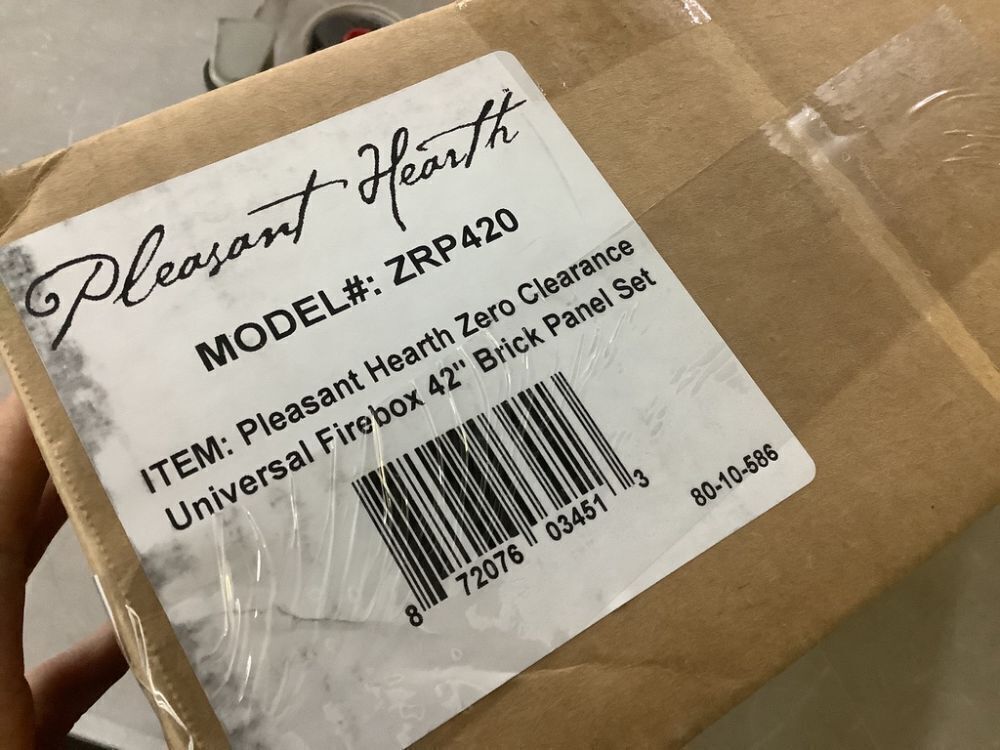 Pleasant Hearth™
MODEL#: ZRP420
ITEM: Pleasant Hearth Zero Clearance
Universal Firebox 42" Brick Panel Set
8 72076 03451 3
80-10-586